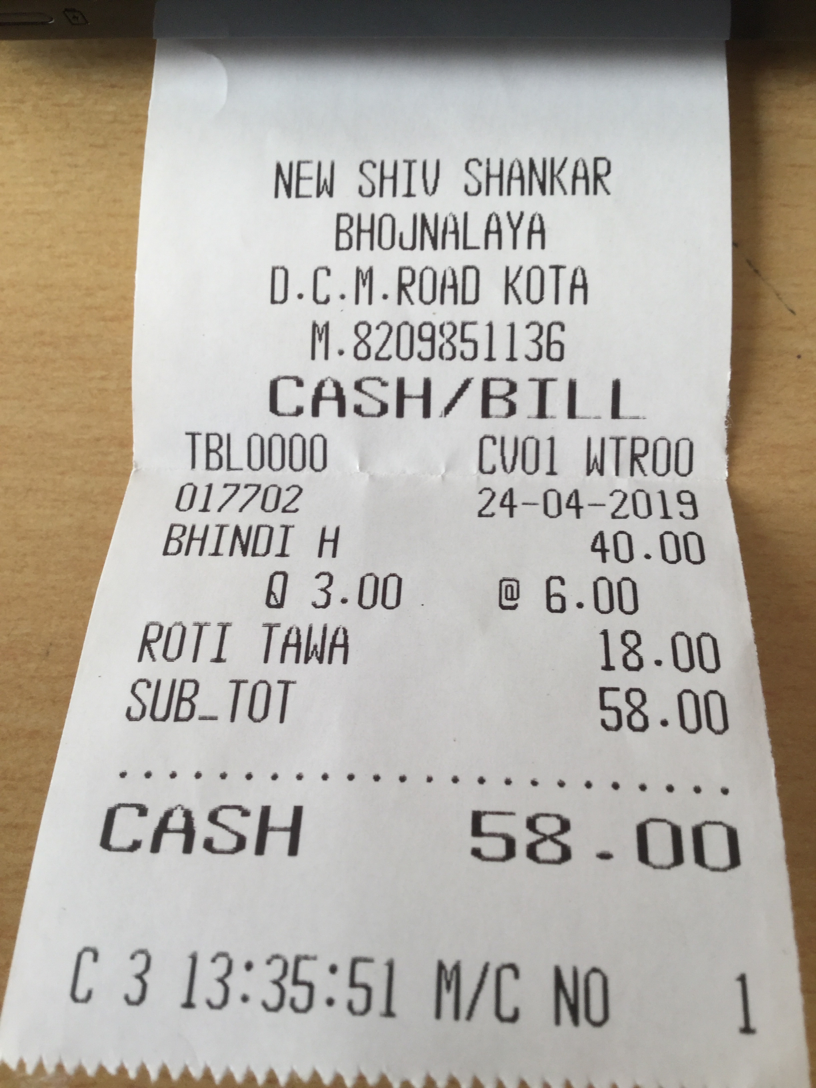 NEW SHIV SHANKAR
BHOJNALAYA
D.C.M.ROAD KOTA
M.8209851136
CASH/BILL
TBL0000 CV01 WTR00
017702 24-04-2019
BHINDI H 40.00
Q 3.00 @ 6.00
ROTI TAWA 18.00
SUB_TOT 58.00
.........................
CASH 58.00
C 3 13:35:51 M/C NO 1